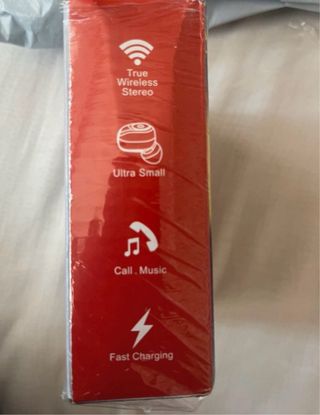 True
Wireless
Stereo
Ultra Small
Call . Music
Fast Charging